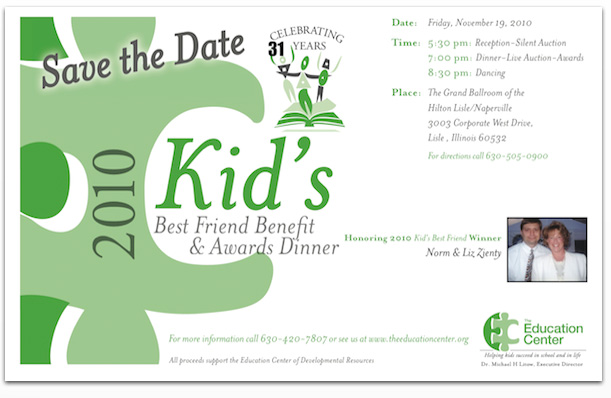 Save the Date
CELEBRATING
31 YEARS
2010
Kid's
Best Friend Benefit
& Awards Dinner
Date: Friday, November 19, 2010
Time: 5:30 pm: Reception-Silent Auction
7:00 pm: Dinner-Live Auction-Awards
8:30 pm: Dancing
Place: The Grand Ballroom of the
Hilton Lisle/Naperville
3003 Corporate West Drive,
Lisle , Illinois 60532
For directions call 630-505-0900
Honoring 2010 Kid's Best Friend Winner
Norm & Liz Zienty
For more information call 630-420-7807 or see us at www.theeducationcenter.org
All proceeds support the Education Center of Developmental Resources
The
Education
Center
Helping kids succeed in school and in life
Dr. Michael H Litow, Executive Director